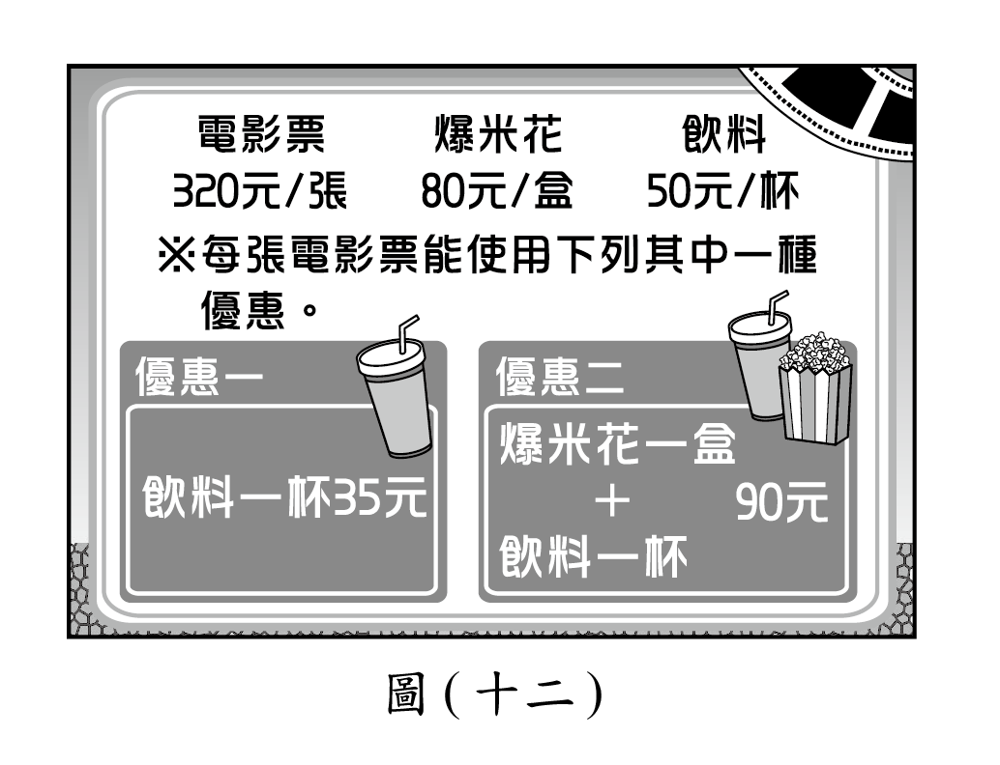 電影票 爆米花 飲料
320元/張 80元/盒 50元/杯
※每張電影票能使用下列其中一種
優惠。
優惠一
飲料一杯35元
優惠二
爆米花一盒
＋ 90元
飲料一杯
圖(十二)